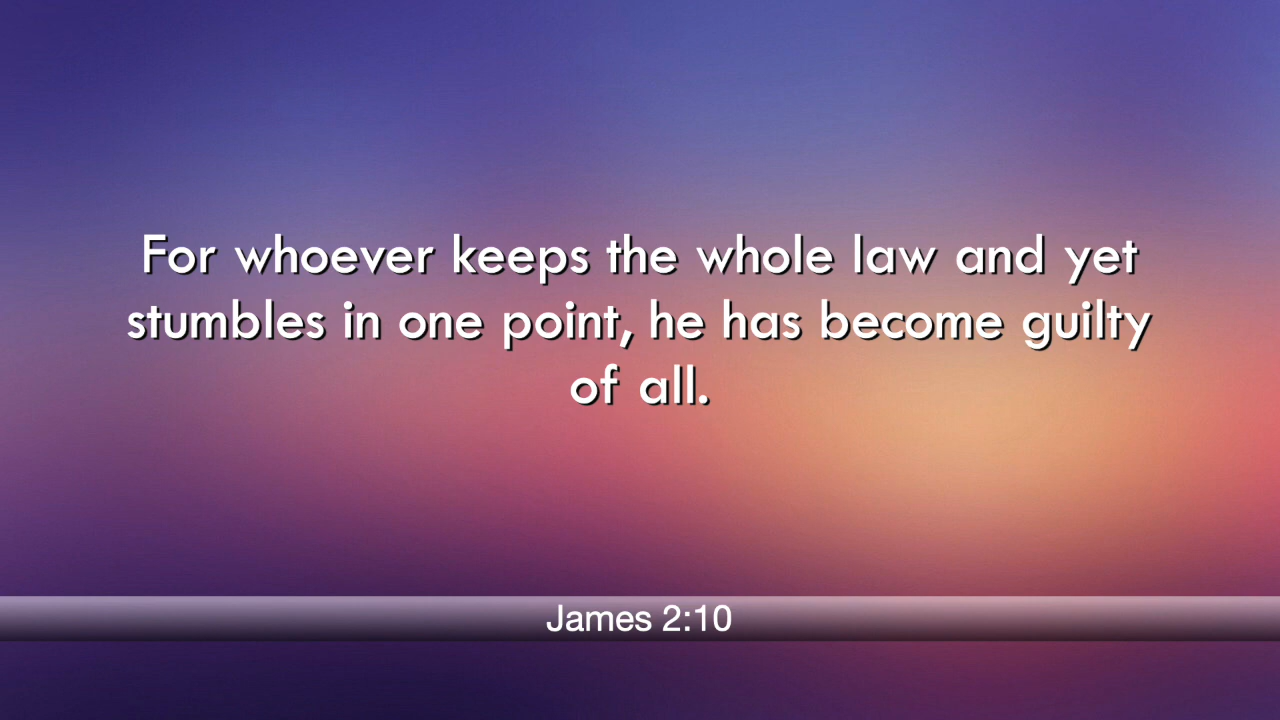 For whoever keeps the whole law and yet
stumbles in one point, he has become guilty
of all.
James 2:10